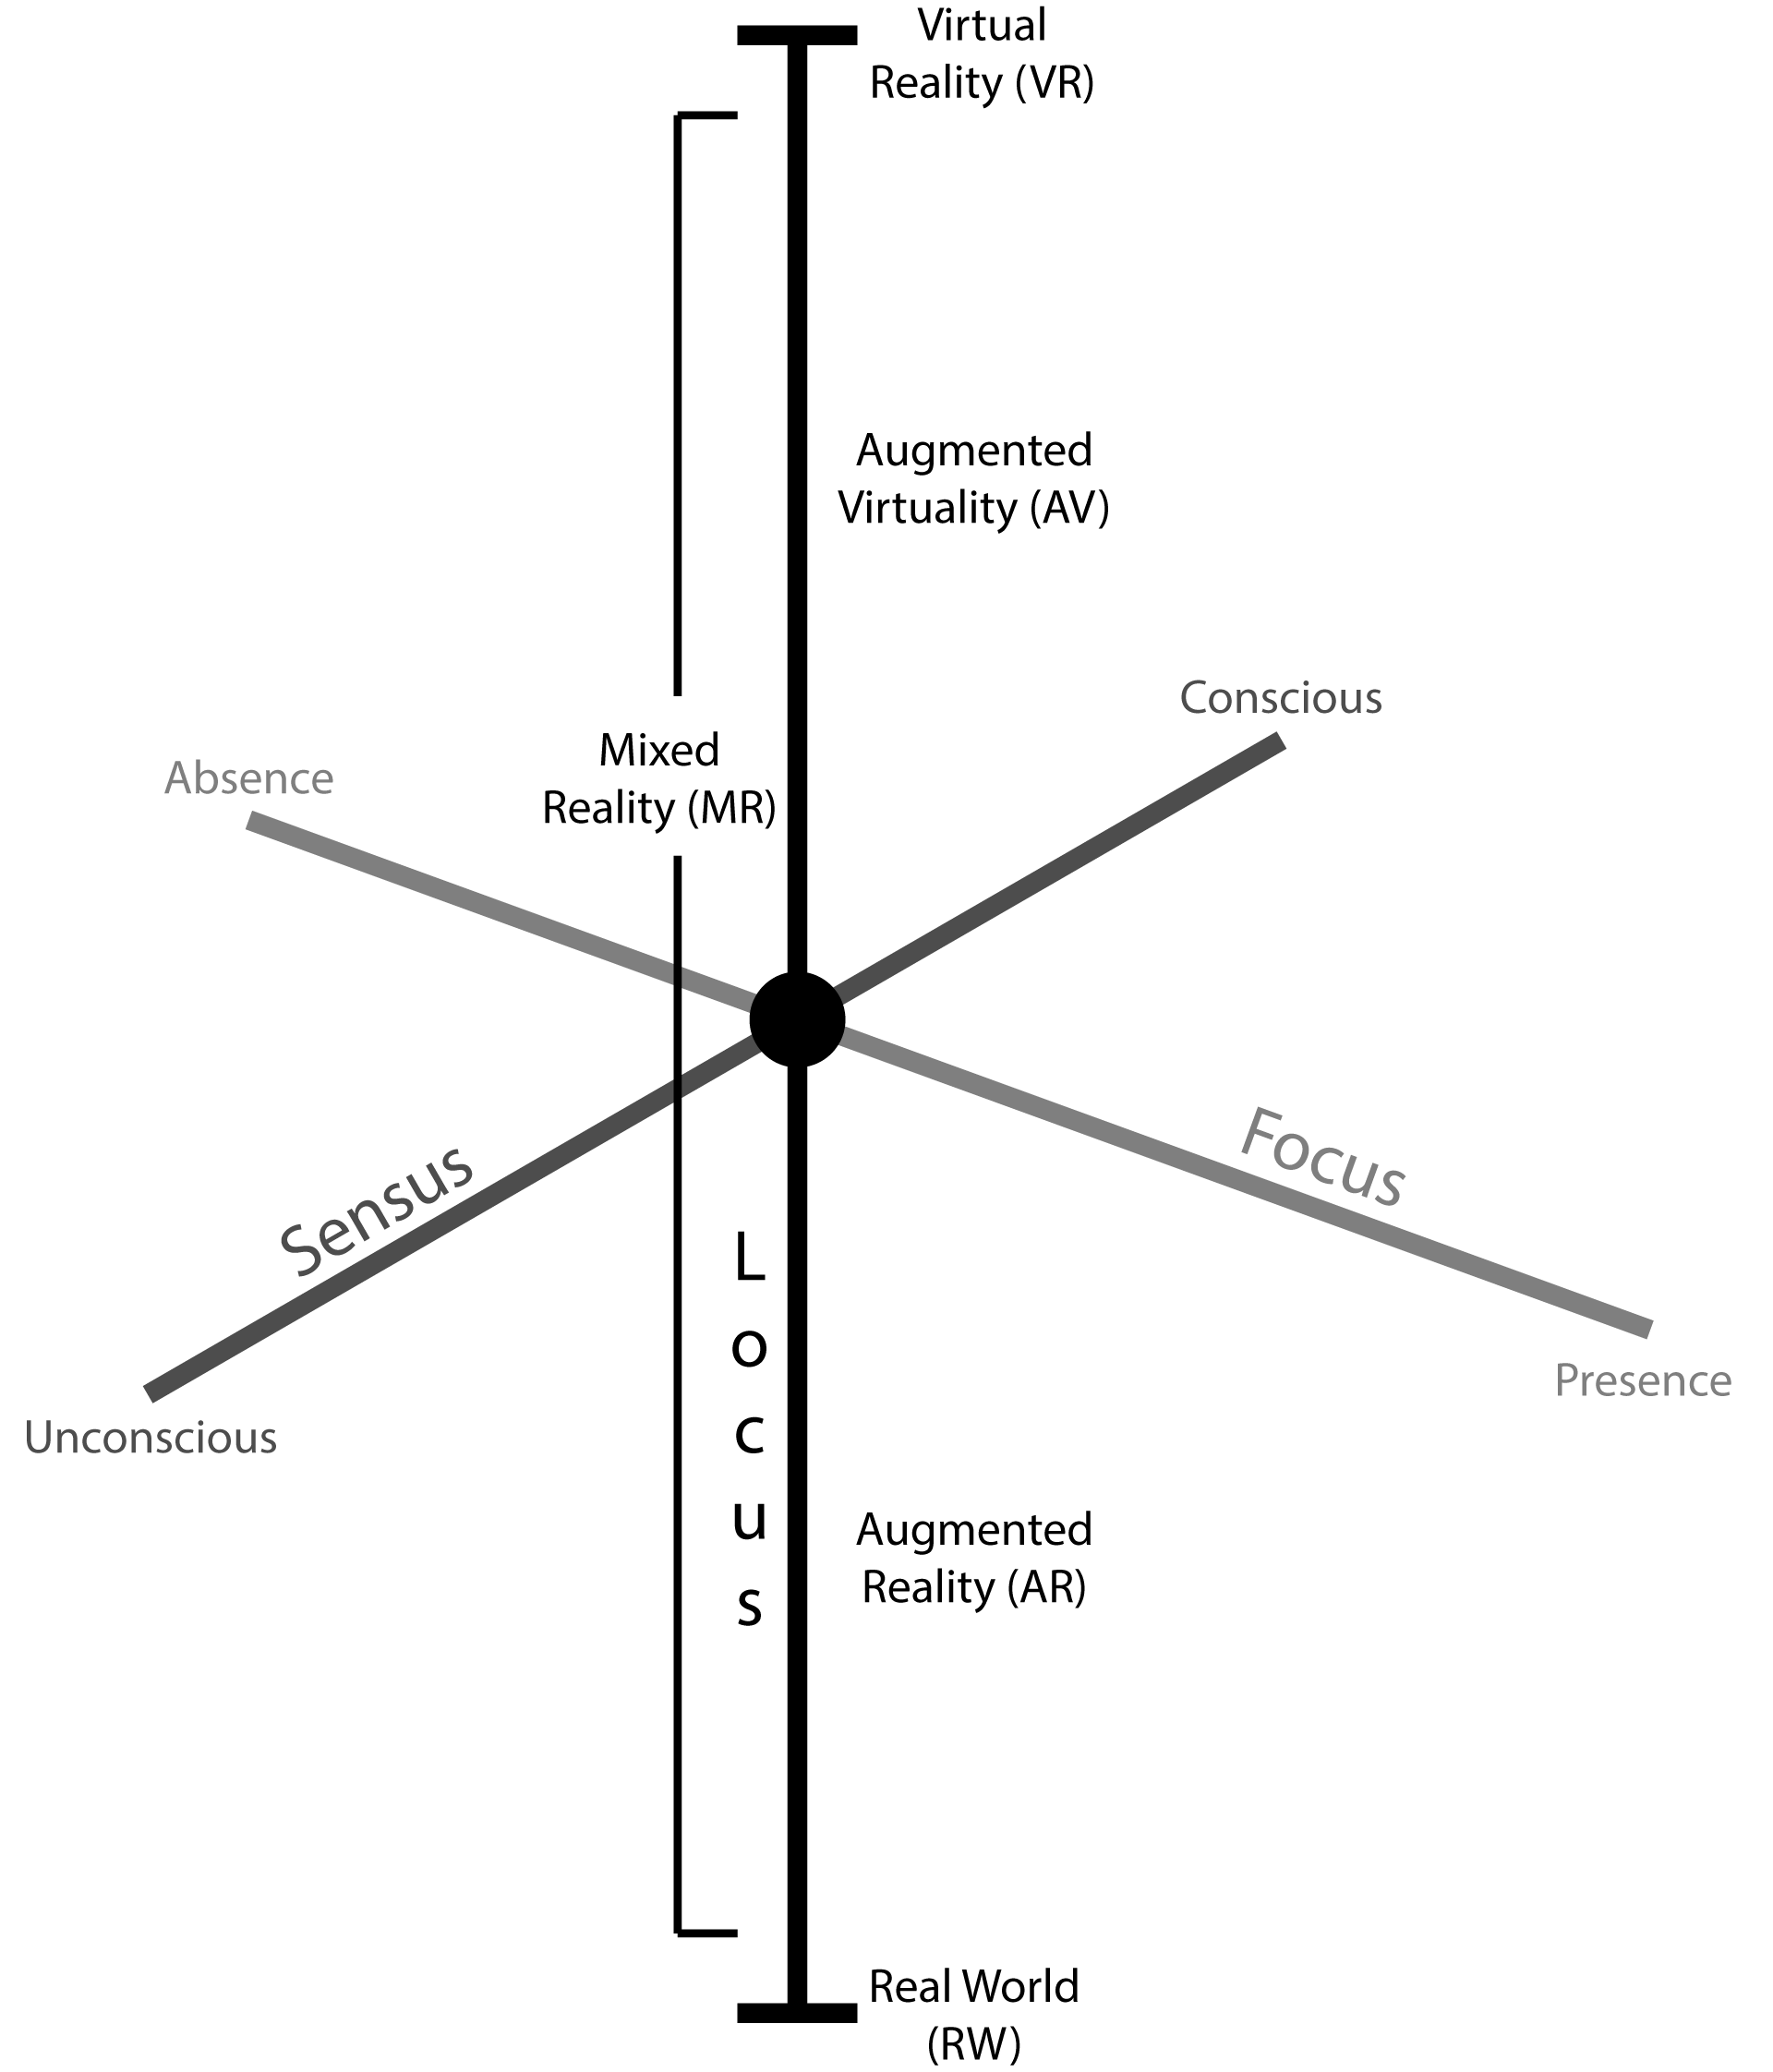 Virtual
Reality (VR)
Augmented
Virtuality (AV)
Conscious
Mixed
Reality (MR)
Absence
Focus
Sensus
Locus
Presence
Unconscious
Augmented
Reality (AR)
Real World
(RW)